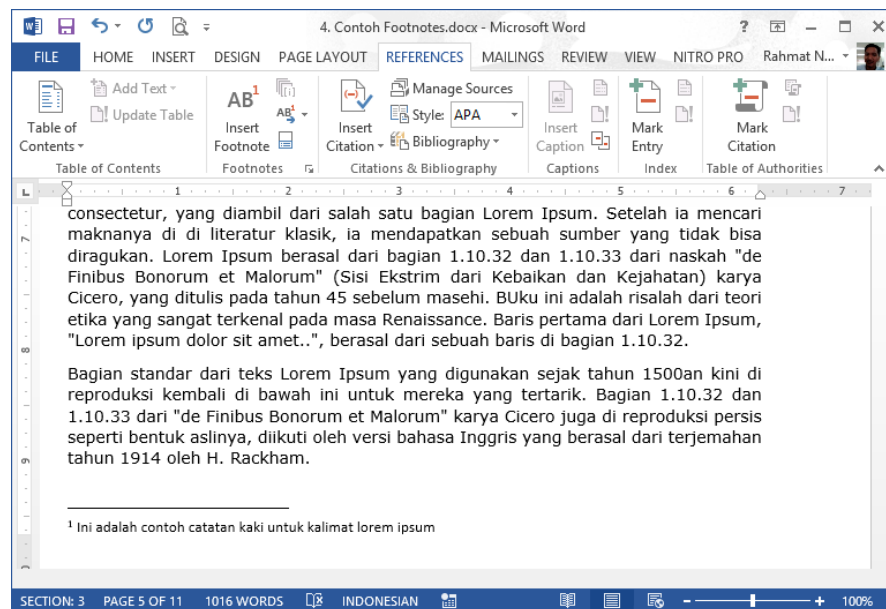 4. Contoh Footnotes.docx - Microsoft Word
FILE HOME INSERT DESIGN PAGE LAYOUT REFERENCES MAILINGS REVIEW VIEW NITRO PRO Rahmat N...
Table of Contents
Add Text
Update Table
Table of Contents
AB1 Insert Footnote
AB1
Footnotes
Insert Citation
Manage Sources
Style: APA
Bibliography
Citations & Bibliography
Insert Caption
Captions
Mark Entry
Index
Mark Citation
Table of Authorities
1 2 3 4 5 6 7
consectetur, yang diambil dari salah satu bagian Lorem Ipsum. Setelah ia mencari
maknanya di di literatur klasik, ia mendapatkan sebuah sumber yang tidak bisa
diragukan. Lorem Ipsum berasal dari bagian 1.10.32 dan 1.10.33 dari naskah "de
Finibus Bonorum et Malorum" (Sisi Ekstrim dari Kebaikan dan Kejahatan) karya
Cicero, yang ditulis pada tahun 45 sebelum masehi. BUku ini adalah risalah dari teori
etika yang sangat terkenal pada masa Renaissance. Baris pertama dari Lorem Ipsum,
"Lorem ipsum dolor sit amet..", berasal dari sebuah baris di bagian 1.10.32.
Bagian standar dari teks Lorem Ipsum yang digunakan sejak tahun 1500an kini di
reproduksi kembali di bawah ini untuk mereka yang tertarik. Bagian 1.10.32 dan
1.10.33 dari "de Finibus Bonorum et Malorum" karya Cicero juga di reproduksi persis
seperti bentuk aslinya, diikuti oleh versi bahasa Inggris yang berasal dari terjemahan
tahun 1914 oleh H. Rackham.
1 Ini adalah contoh catatan kaki untuk kalimat lorem ipsum
SECTION: 3 PAGE 5 OF 11 1016 WORDS INDONESIAN 100%